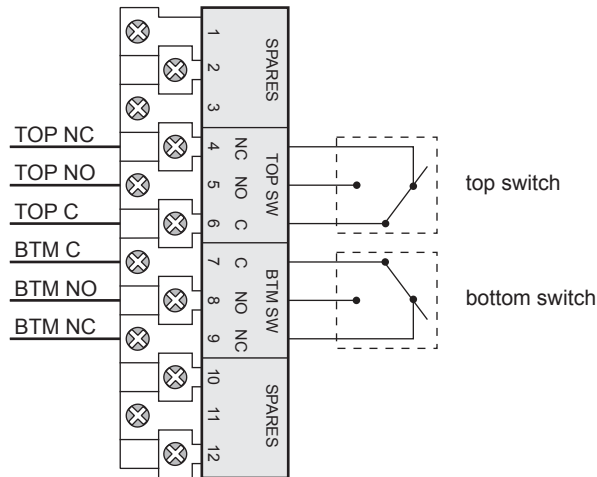 1
2
3
SPARES
TOP NC
TOP NO
TOP C
4 NC
5 NO
6 C
TOP SW
top switch
BTM C
BTM NO
BTM NC
7 C
8 NO
9 NC
BTM SW
bottom switch
10
11
12
SPARES